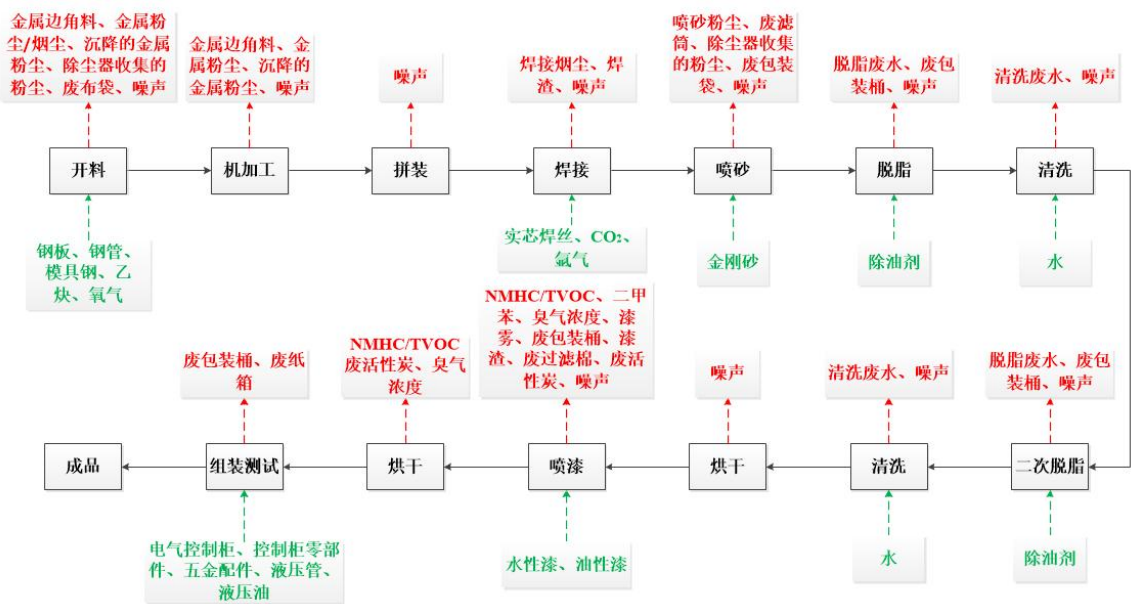 金属边角料、金属粉
尘/烟尘、沉降的金属
粉尘、除尘器收集的
粉尘、废布袋、噪声
金属边角料、金
属粉尘、沉降的
金属粉尘、噪声
噪声
焊接烟尘、焊
渣、噪声
喷砂粉尘、废滤
筒、除尘器收集
的粉尘、废包装
袋、噪声
脱脂废水、废包
装桶、噪声
清洗废水、噪声
开料
机加工
拼装
焊接
喷砂
脱脂
清洗
钢板、钢管、
模具钢、乙
炔、氧气
实芯焊丝、CO₂、
氩气
金刚砂
除油剂
水
废包装桶、废纸
箱
NMHC/TVOC
废活性炭、臭气
浓度
NMHC/TVOC、二甲
苯、臭气浓度、漆
雾、废包装桶、漆
渣、废过滤棉、废活
性炭、噪声
噪声
清洗废水、噪声
脱脂废水、废包
装桶、噪声
成品
组装测试
烘干
喷漆
烘干
清洗
二次脱脂
电气控制柜、控制柜零部
件、五金配件、液压管、
液压油
水性漆、油性漆
水
除油剂